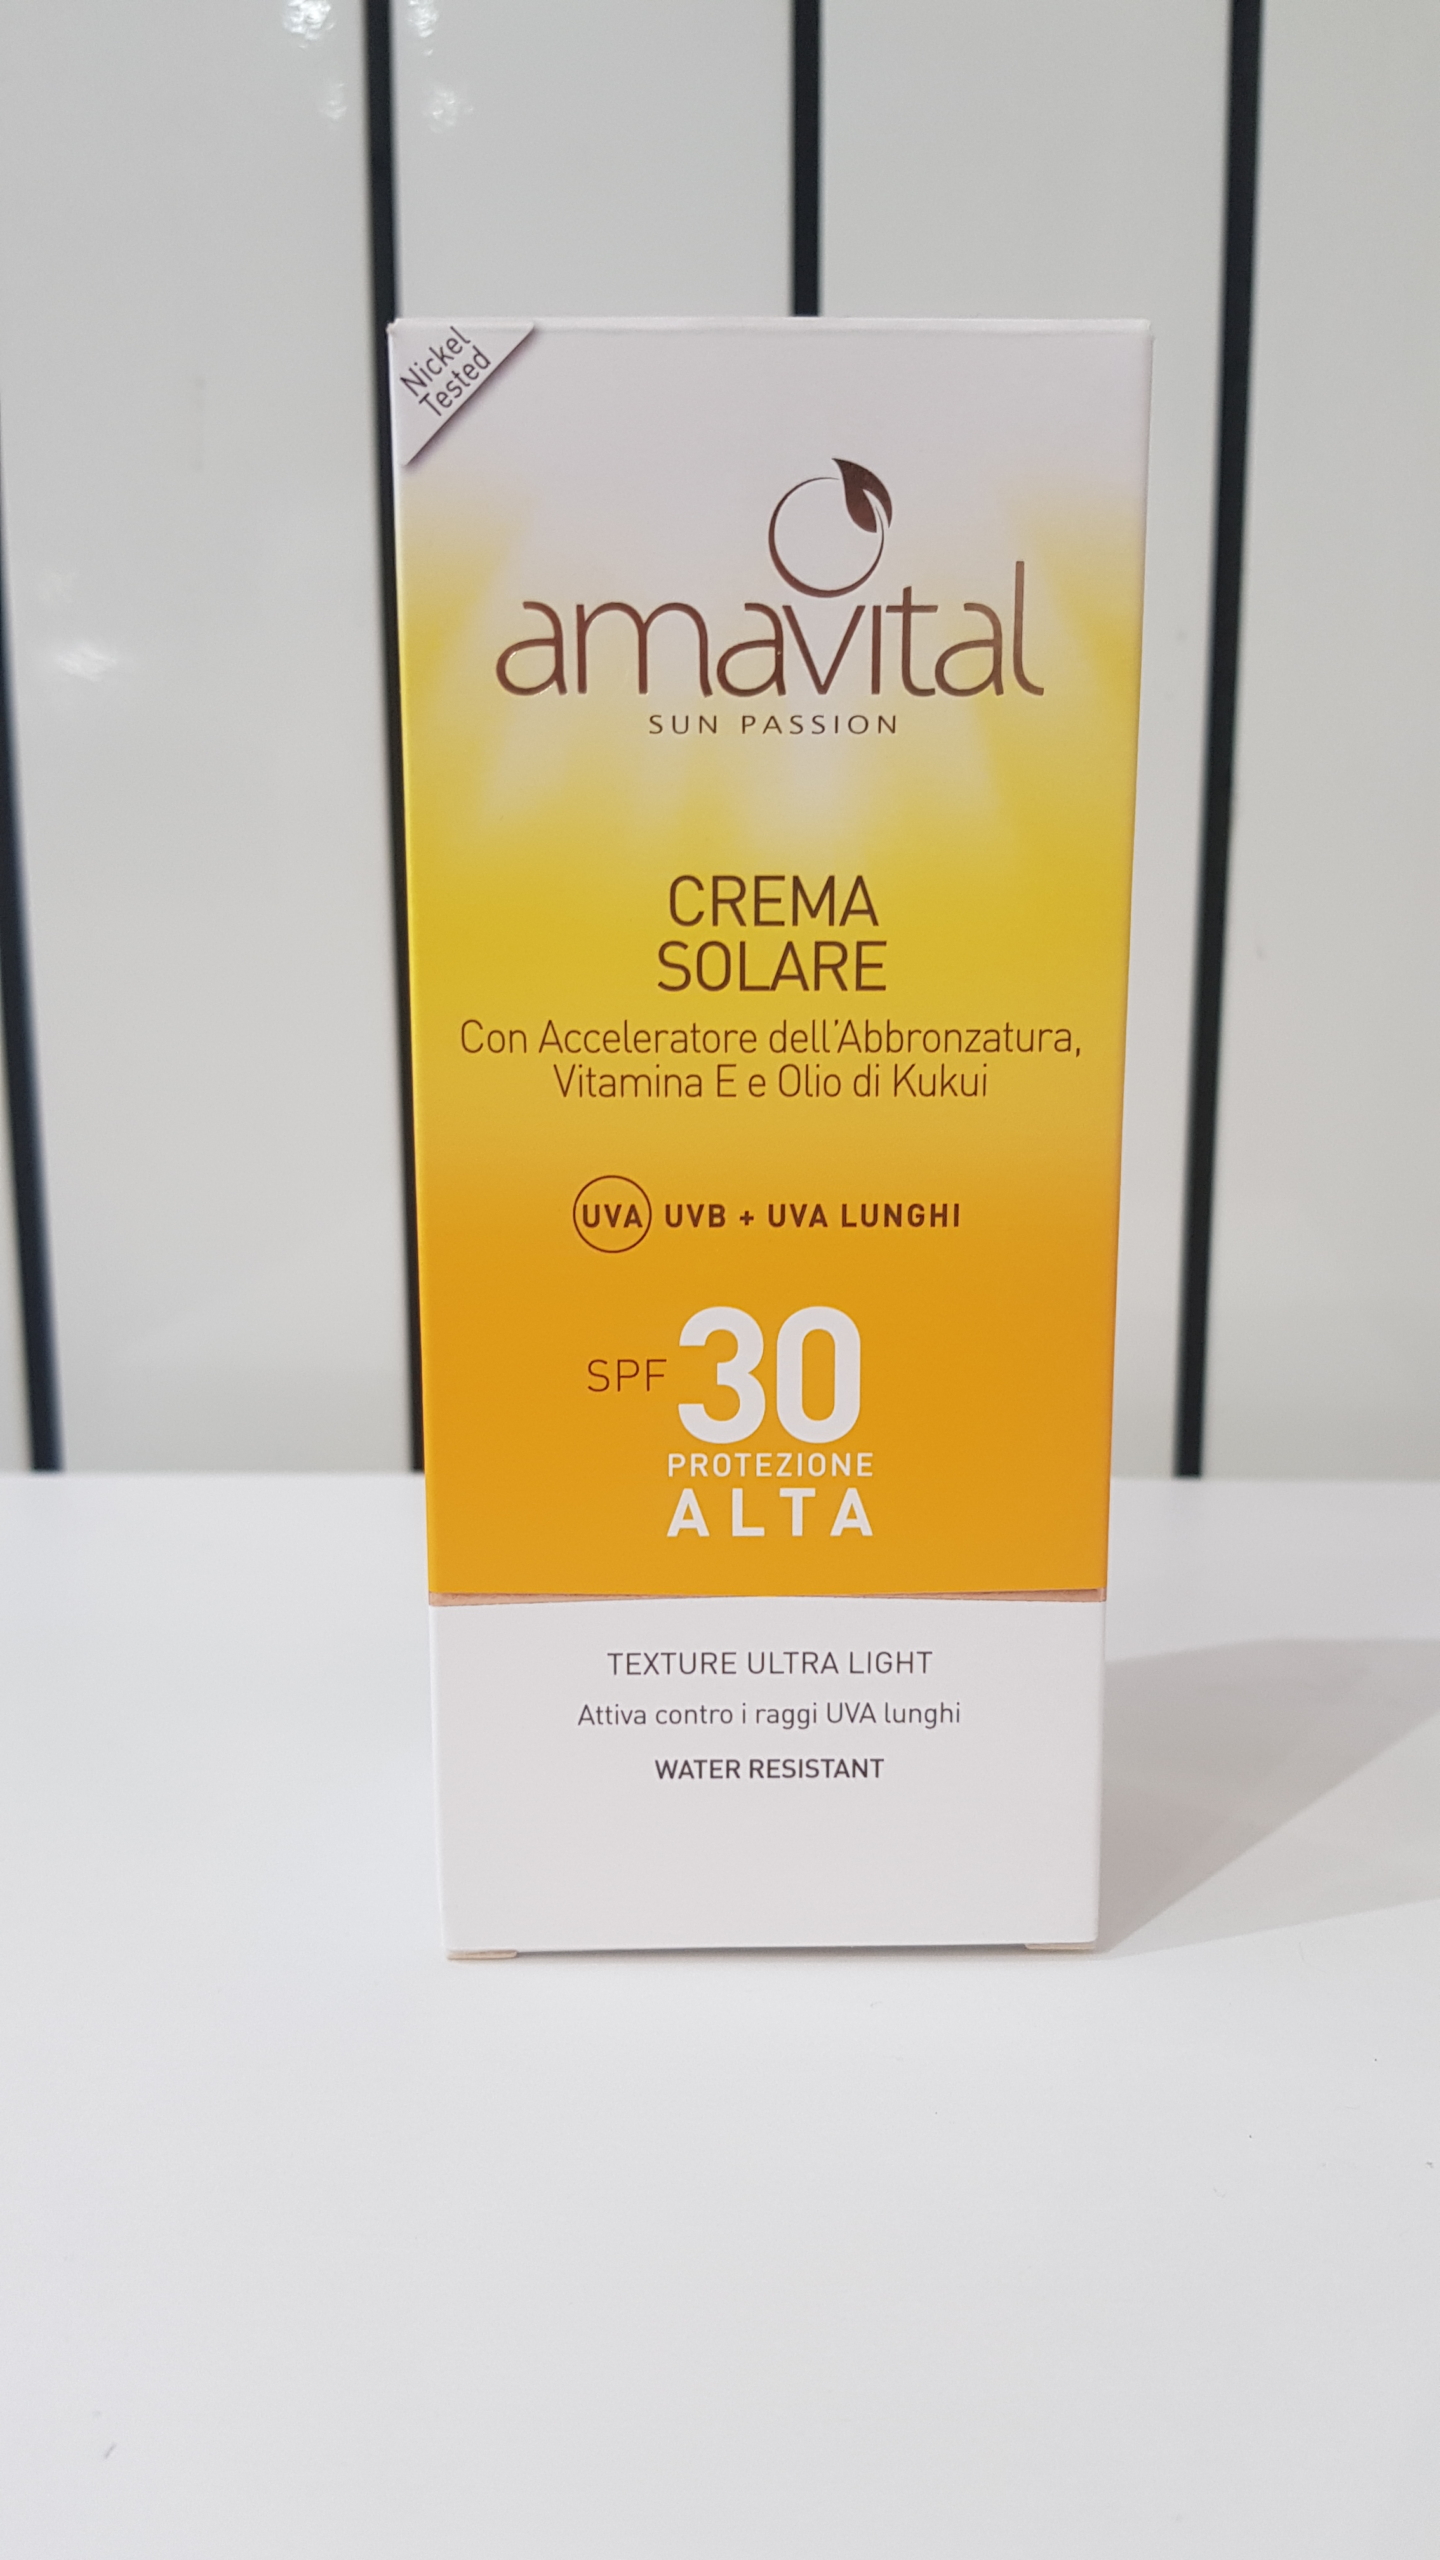 Nickel
Tested
amavital
SUN PASSION
CREMA
SOLARE
Con Acceleratore dell'Abbronzatura,
Vitamina E e Olio di Kukui
UVA UVB + UVA LUNGHI
SPF 30
PROTEZIONE
ALTA
TEXTURE ULTRA LIGHT
Attiva contro i raggi UVA lunghi
WATER RESISTANT